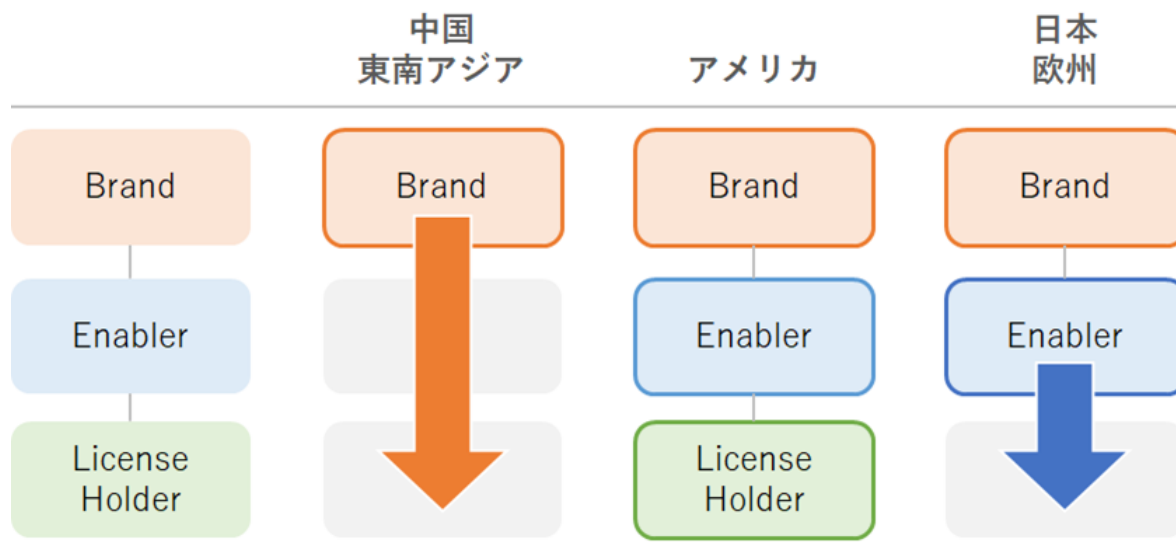 中国
東南アジア
アメリカ
日本
欧州
Brand
Brand
Brand
Brand
Enabler
Enabler
Enabler
License
Holder
License
Holder